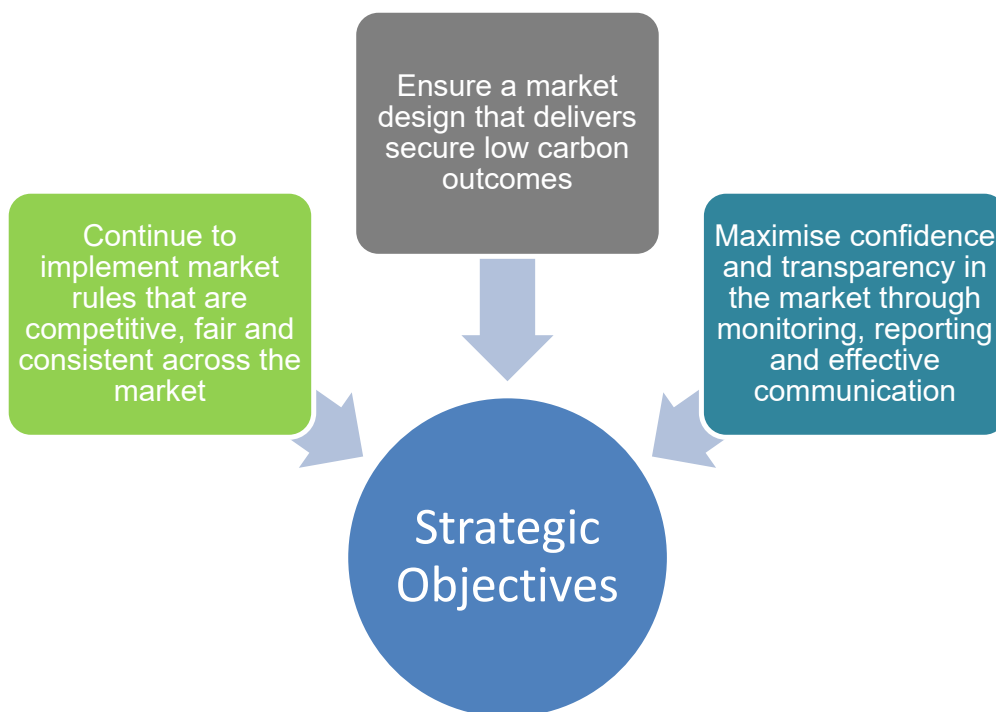 Ensure a market
design that delivers
secure low carbon
outcomes
Continue to
implement market
rules that are
competitive, fair and
consistent across the
market
Maximise confidence
and transparency in
the market through
monitoring, reporting
and effective
communication
Strategic
Objectives